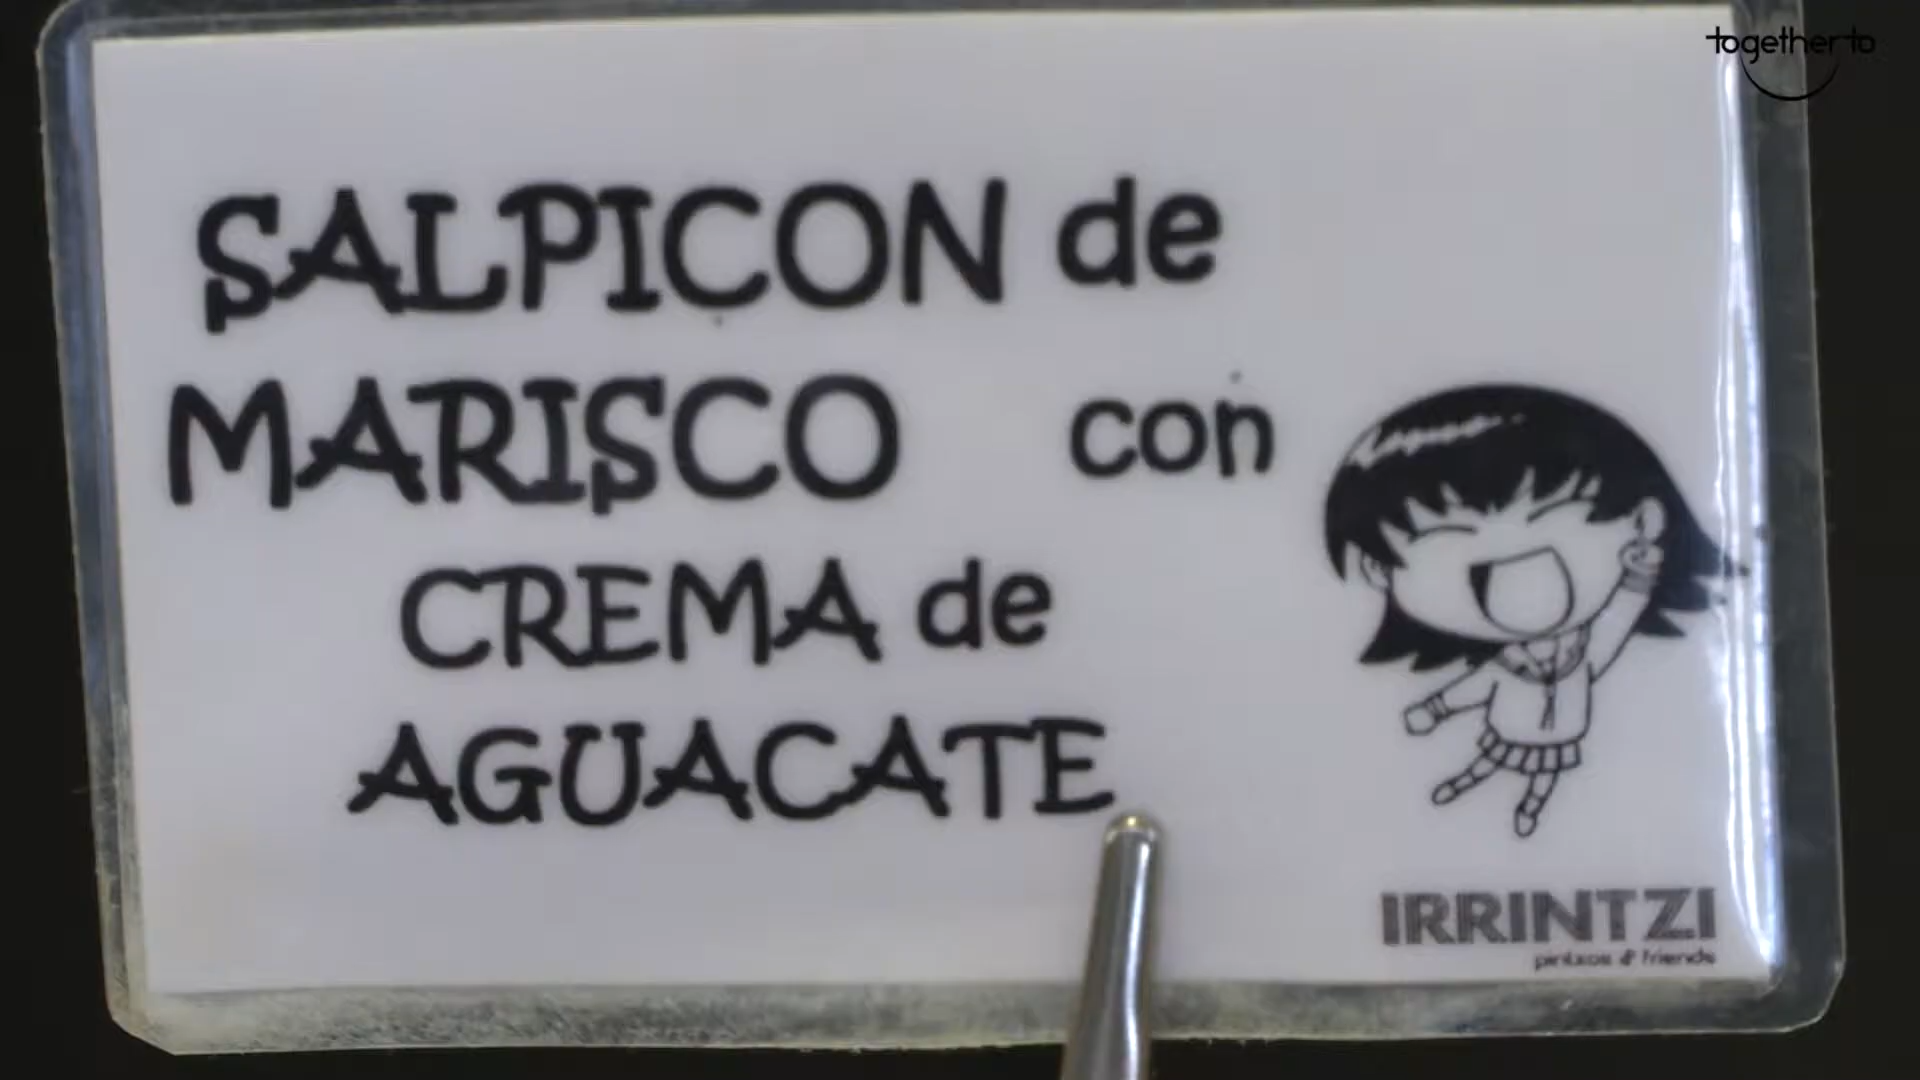 together to
SALPICON de
MARISCO con
CREMA de
AGUACATE
IRRINTZI
pintxos & friends